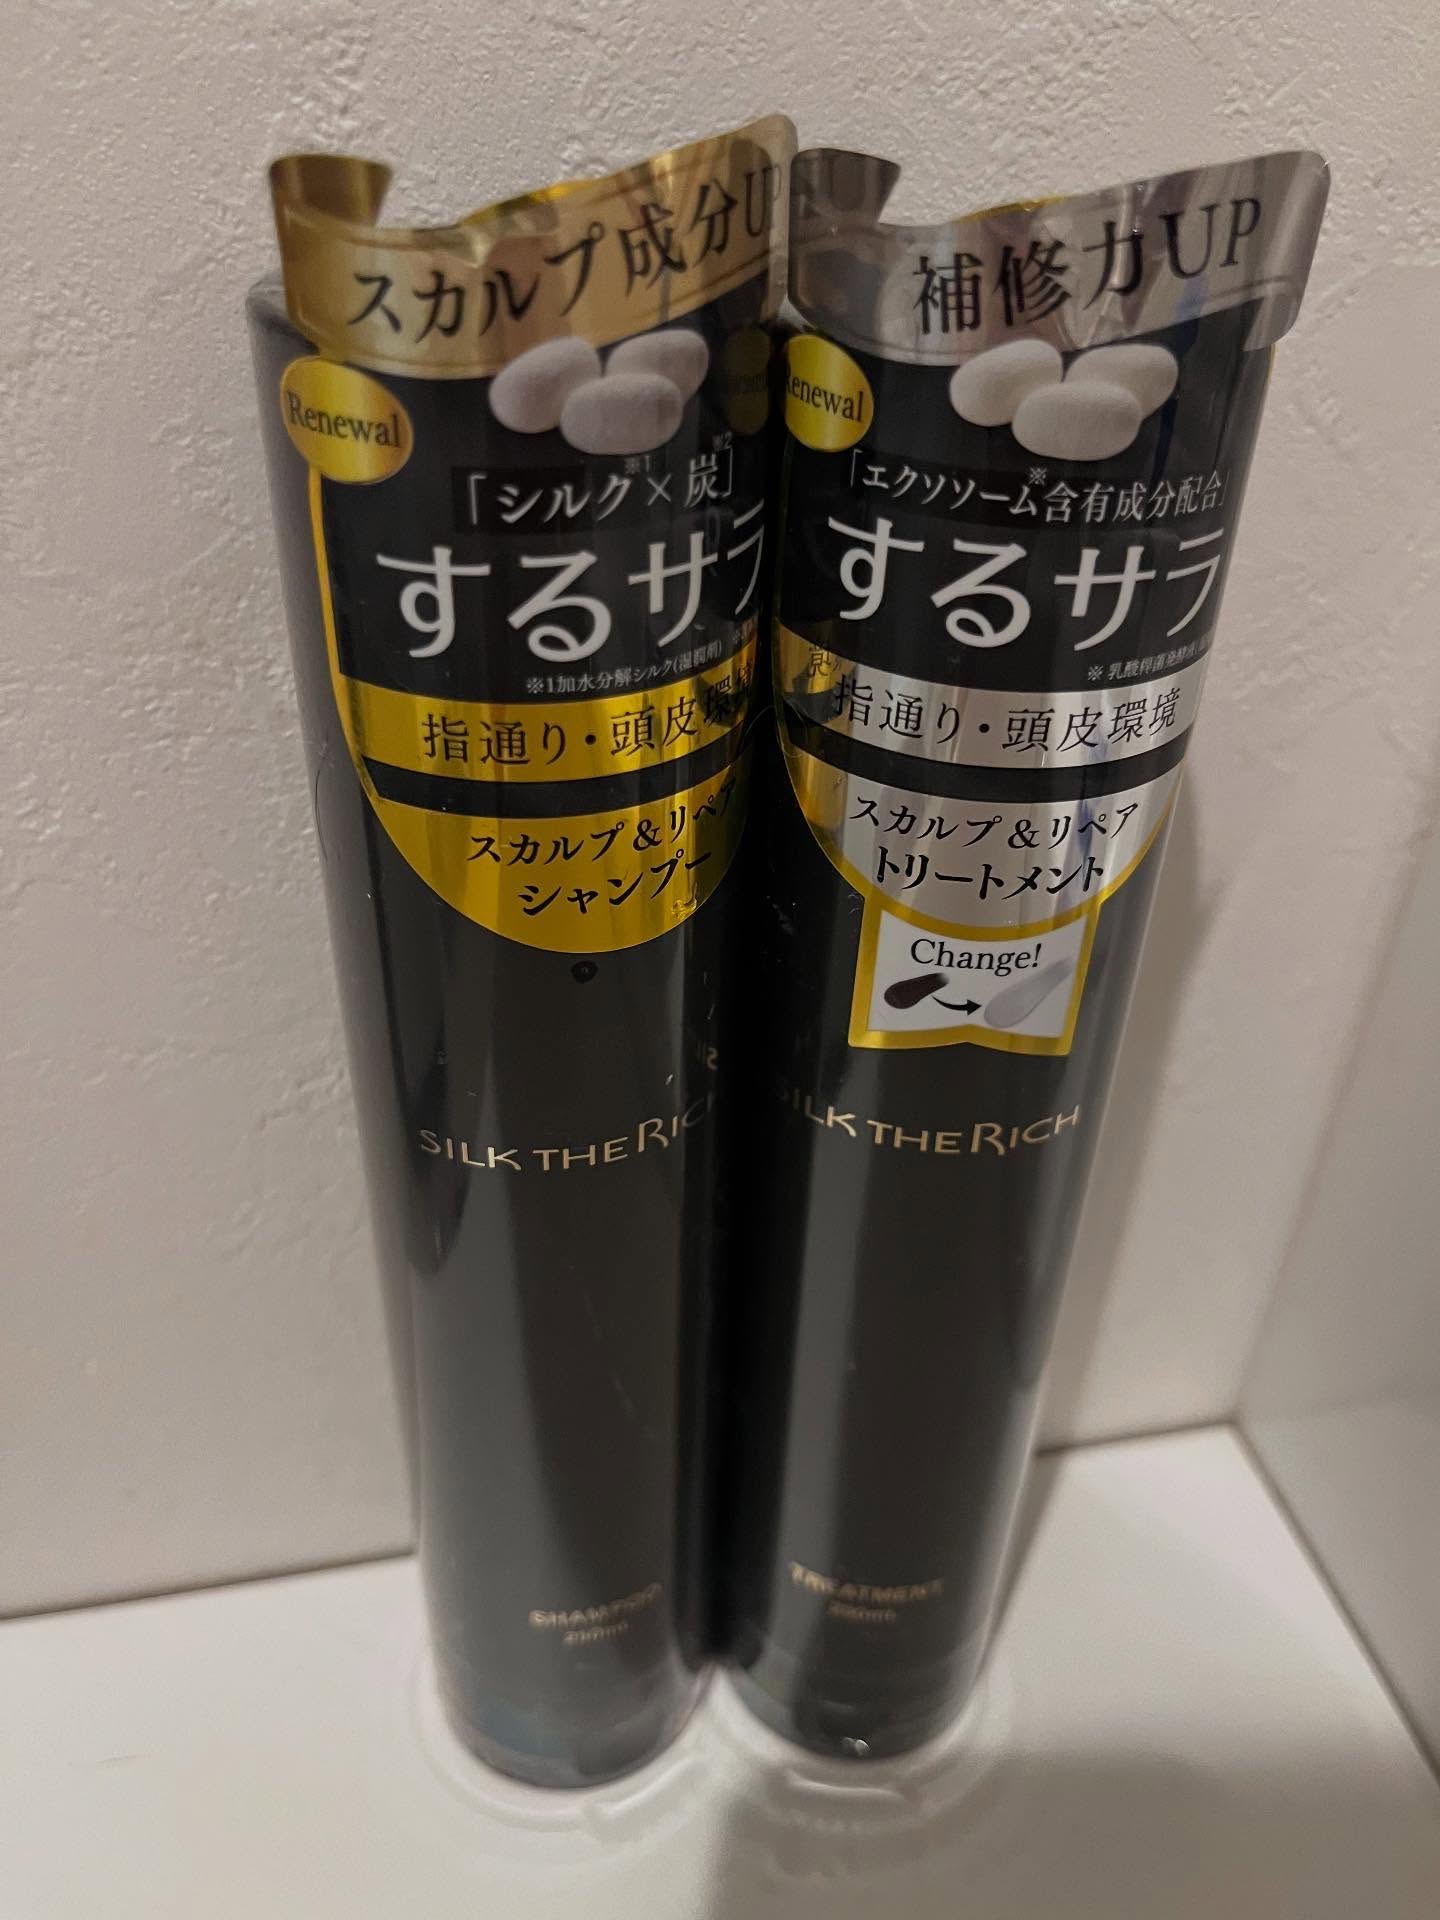 スカルプ成分UP
Renewal
「シルク※1×炭※2」
するサラ
※1加水分解シルク(湿潤剤)
指通り・頭皮環境
スカルプ&リペア
シャンプー
SILK THE RICH
SHAMPOO
補修力UP
Renewal
「エクソソーム※含有成分配合」
するサラ
※乳酸桿菌発酵液
指通り・頭皮環境
スカルプ&リペア
トリートメント
Change!
SILK THE RICH
TREATMENT